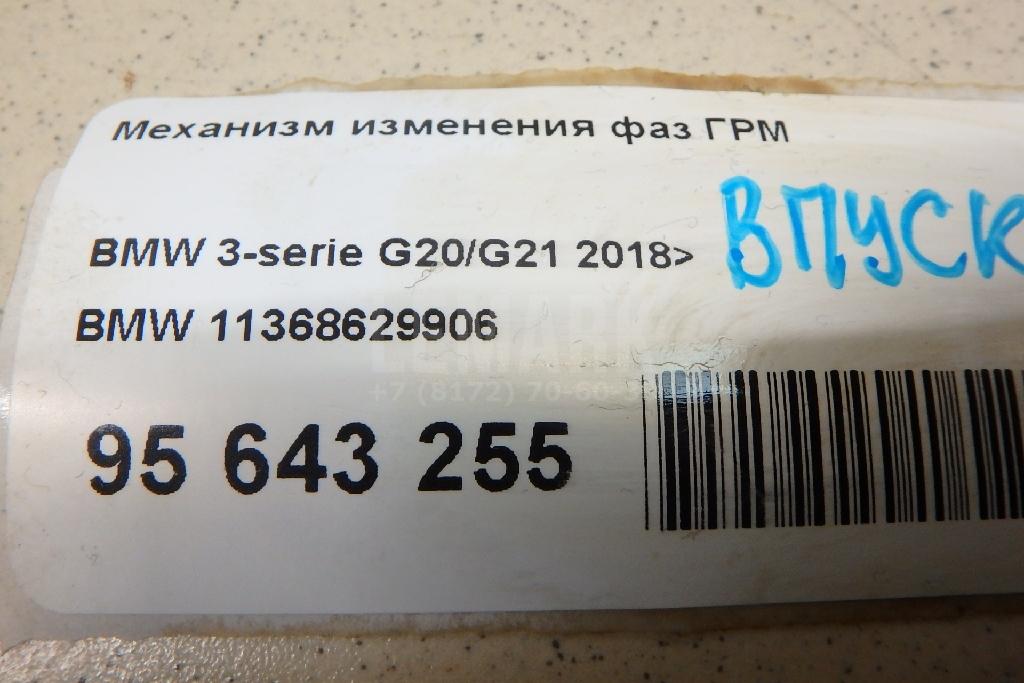 Механизм изменения фаз ГРМ
ВПУСК
BMW 3-serie G20/G21 2018>
BMW 11368629906
95 643 255